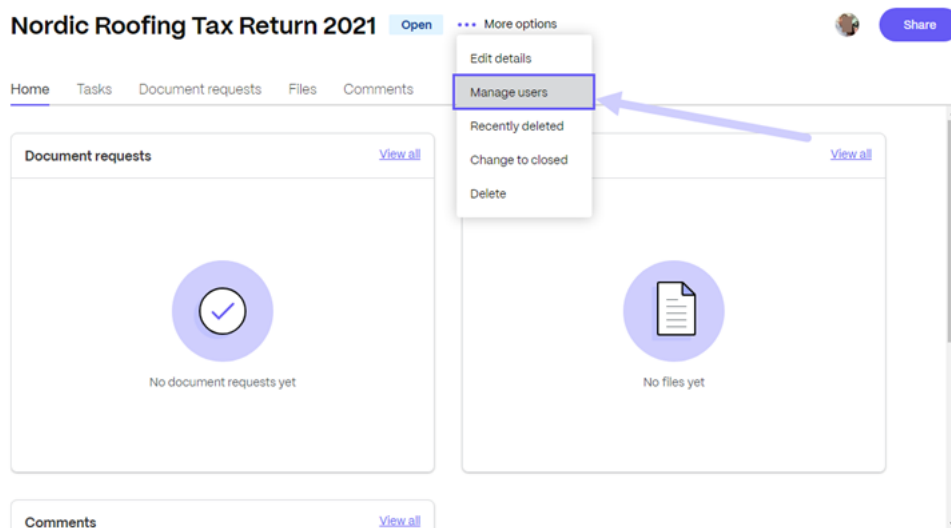 Nordic Roofing Tax Return 2021
Open
••• More options
Share
Edit details
Manage users
Recently deleted
Change to closed
Delete
Home Tasks Document requests Files Comments
Document requests View all
View all
No document requests yet
No files yet
Comments View all